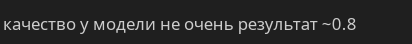 качество у модели не очень результат ~0.8